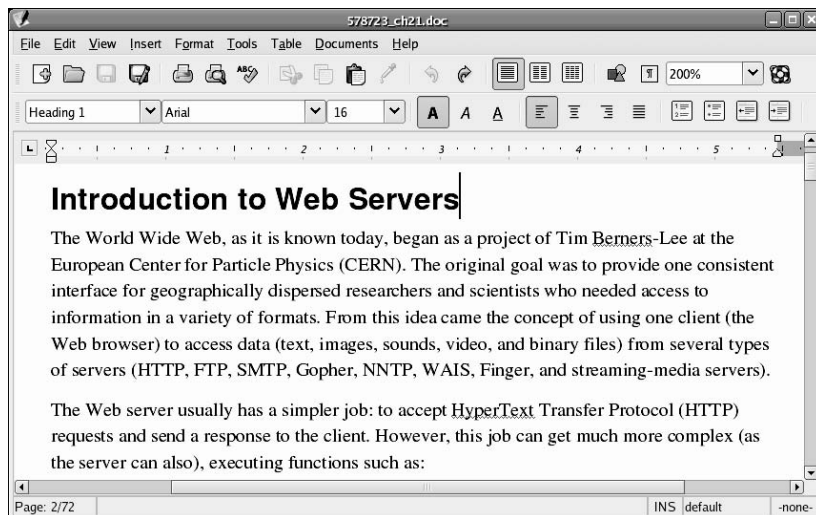 578723_ch21.doc
File Edit View Insert Format Tools Table Documents Help
ABC 200%
Heading 1 Arial 16 A A A
1 2 3 4 5
Introduction to Web Servers
The World Wide Web, as it is known today, began as a project of Tim Berners-Lee at the
European Center for Particle Physics (CERN). The original goal was to provide one consistent
interface for geographically dispersed researchers and scientists who needed access to
information in a variety of formats. From this idea came the concept of using one client (the
Web browser) to access data (text, images, sounds, video, and binary files) from several types
of servers (HTTP, FTP, SMTP, Gopher, NNTP, WAIS, Finger, and streaming-media servers).
The Web server usually has a simpler job: to accept HyperText Transfer Protocol (HTTP)
requests and send a response to the client. However, this job can get much more complex (as
the server can also), executing functions such as:
Page: 2/72 INS default -none-